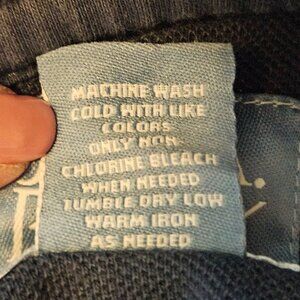 MACHINE WASH
COLD WITH LIKE
COLORS
ONLY NON-
CHLORINE BLEACH
WHEN NEEDED
TUMBLE DRY LOW
WARM IRON
AS NEEDED